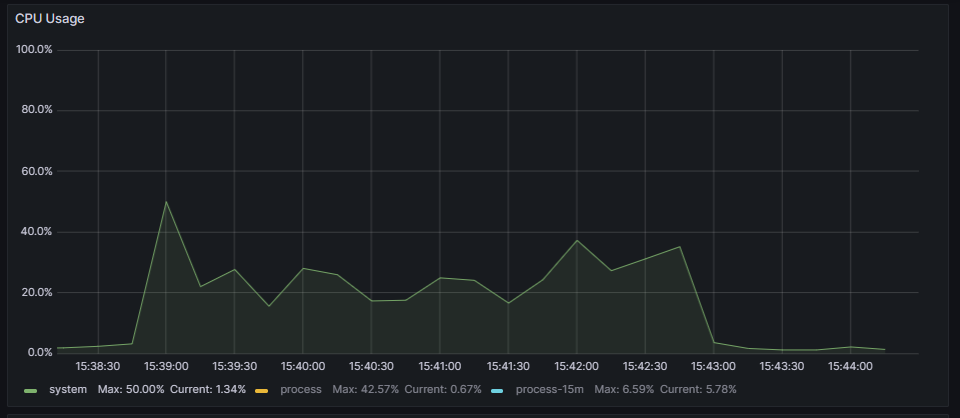 CPU Usage
100.0%
80.0%
60.0%
40.0%
20.0%
0.0%
15:38:30 15:39:00 15:39:30 15:40:00 15:40:30 15:41:00 15:41:30 15:42:00 15:42:30 15:43:00 15:43:30 15:44:00
system Max: 50.00% Current: 1.34% process Max: 42.57% Current: 0.67% process-15m Max: 6.59% Current: 5.78%